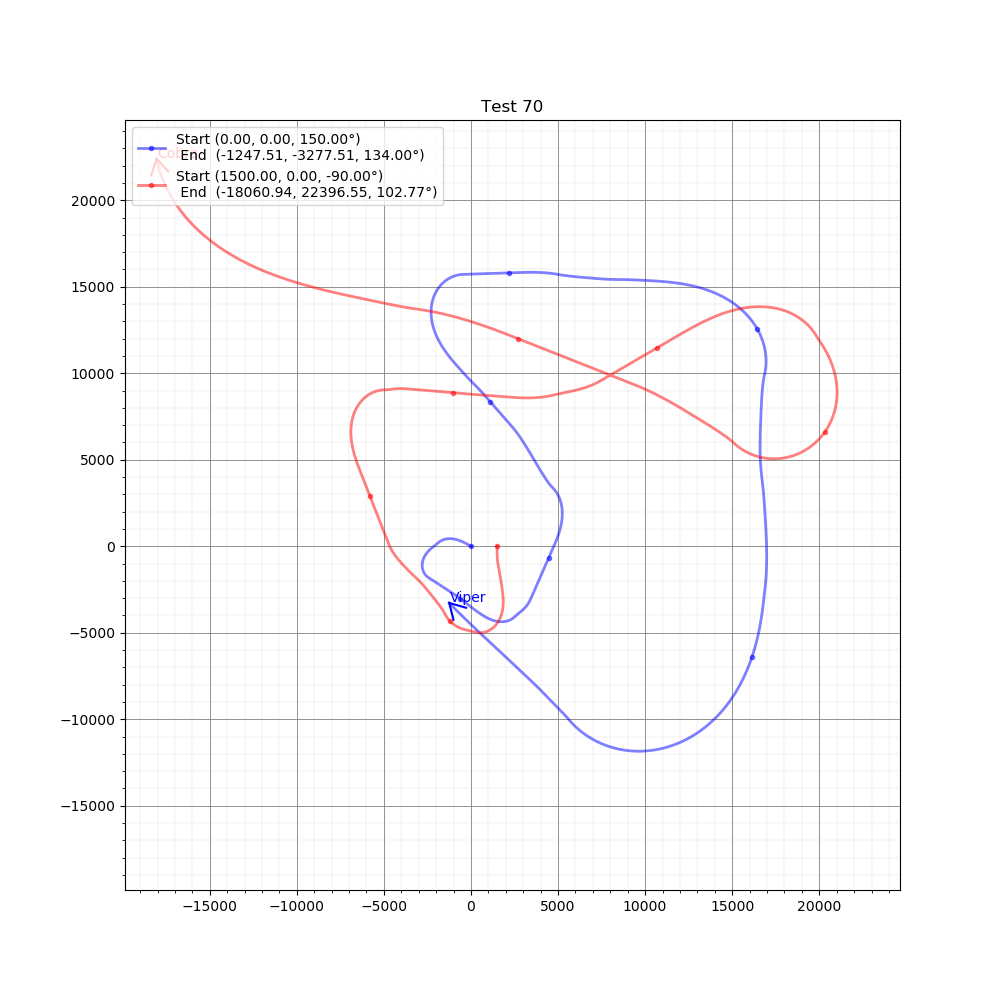 Test 70
Start (0.00, 0.00, 150.00°)
End (-1247.51, -3277.51, 134.00°)
Start (1500.00, 0.00, -90.00°)
End (-18060.94, 22396.55, 102.77°)
20000
15000
10000
5000
0
−5000
−10000
−15000
Viper
−15000 −10000 −5000 0 5000 10000 15000 20000